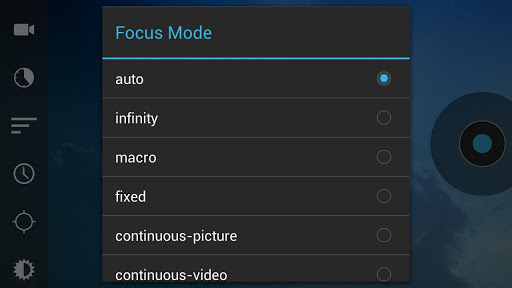 Focus Mode
auto
infinity
macro
fixed
continuous-picture
continuous-video